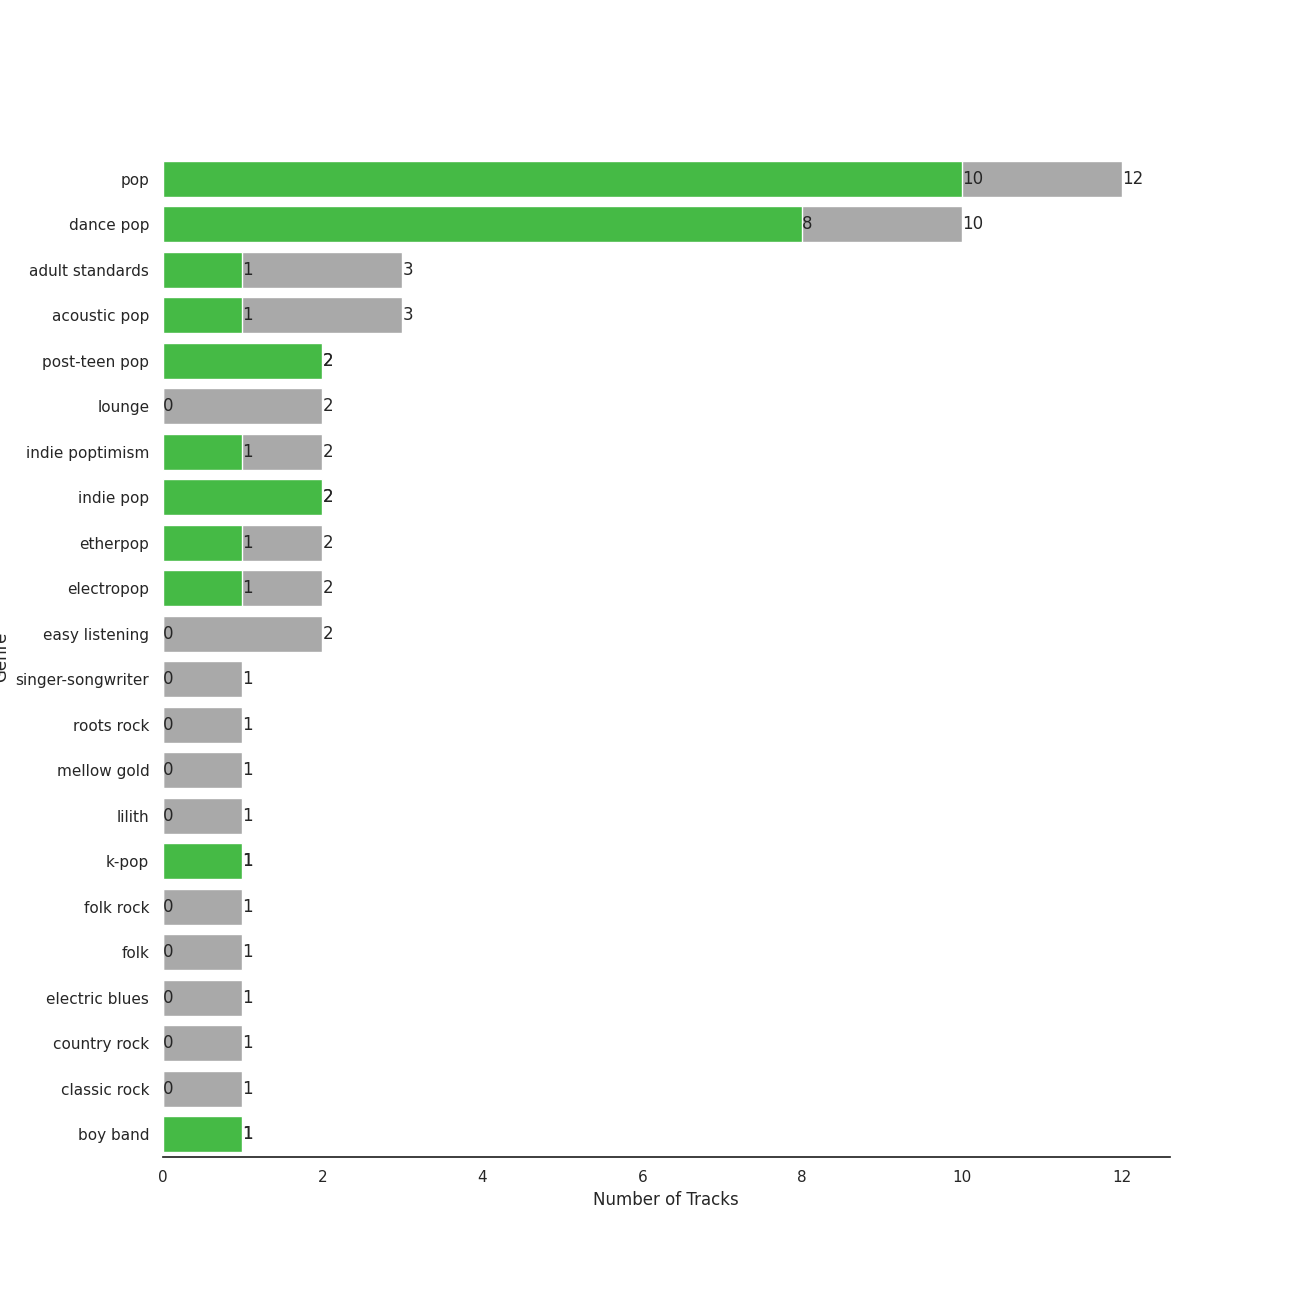 pop 10 12
dance pop 8 10
adult standards 1 3
acoustic pop 1 3
post-teen pop 2
lounge 0 2
indie poptimism 1 2
indie pop 2
etherpop 1 2
electropop 1 2
easy listening 0 2
Genre
singer-songwriter 0 1
roots rock 0 1
mellow gold 0 1
lilith 0 1
k-pop 1
folk rock 0 1
folk 0 1
electric blues 0 1
country rock 0 1
classic rock 0 1
boy band 1
0 2 4 6 8 10 12
Number of Tracks